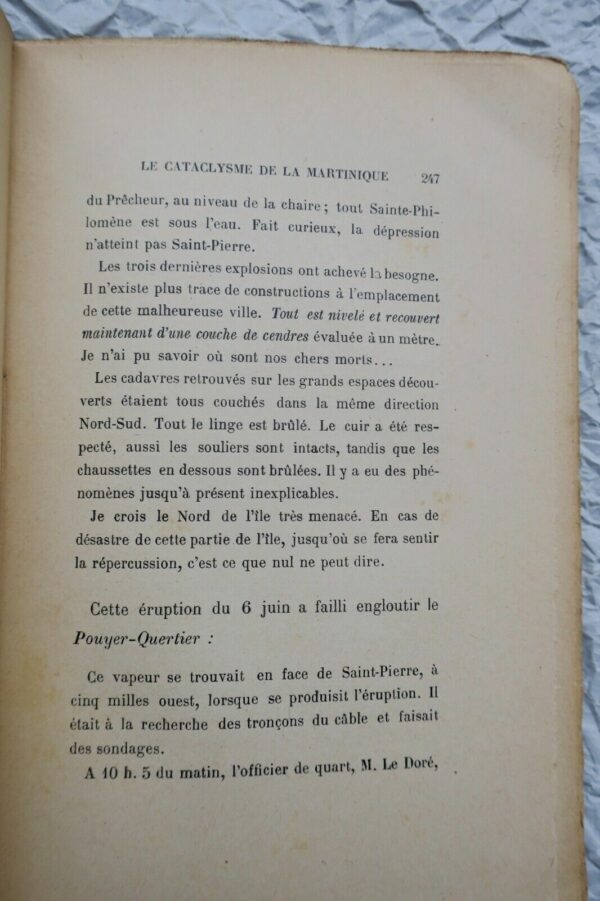 LE CATACLYSME DE LA MARTINIQUE 247
du Prêcheur, au niveau de la chaire ; tout Sainte-Phi-
lomène est sous l'eau. Fait curieux, la dépression
n'atteint pas Saint-Pierre.
Les trois dernières explosions ont achevé la besogne.
Il n'existe plus trace de constructions à l'emplacement
de cette malheureuse ville. Tout est nivelé et recouvert
maintenant d'une couche de cendres évaluée à un mètre.
Je n'ai pu savoir où sont nos chers morts...
Les cadavres retrouvés sur les grands espaces décou-
verts étaient tous couchés dans la même direction
Nord-Sud. Tout le linge est brûlé. Le cuir a été res-
pecté, aussi les souliers sont intacts, tandis que les
chaussettes en dessous sont brûlées. Il y a eu des phé-
nomènes jusqu'à présent inexplicables.
Je crois le Nord de l'île très menacé. En cas de
désastre de cette partie de l'île, jusqu'où se fera sentir
la répercussion, c'est ce que nul ne peut dire.
Cette éruption du 6 juin a failli engloutir le
Pouyer-Quertier :
Ce vapeur se trouvait en face de Saint-Pierre, à
cinq milles ouest, lorsque se produisit l'éruption. Il
était à la recherche des tronçons du câble et faisait
des sondages.
A 10 h. 5 du matin, l'officier de quart, M. Le Doré,